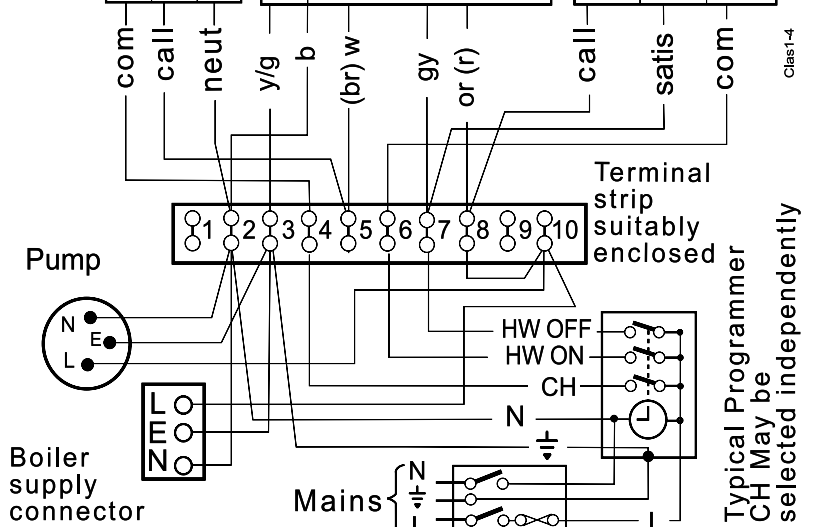 com
call
neut
y/g
b
(br) w
gy
or (r)
call
satis
com
Clas1-4
Terminal
strip
suitably
enclosed
1 2 3 4 5 6 7 8 9 10
Pump
N
E
L
HW OFF
HW ON
CH
N
L
E
N
Boiler
supply
connector
Mains
N
L
L
Typical Programmer
CH May be
selected independently